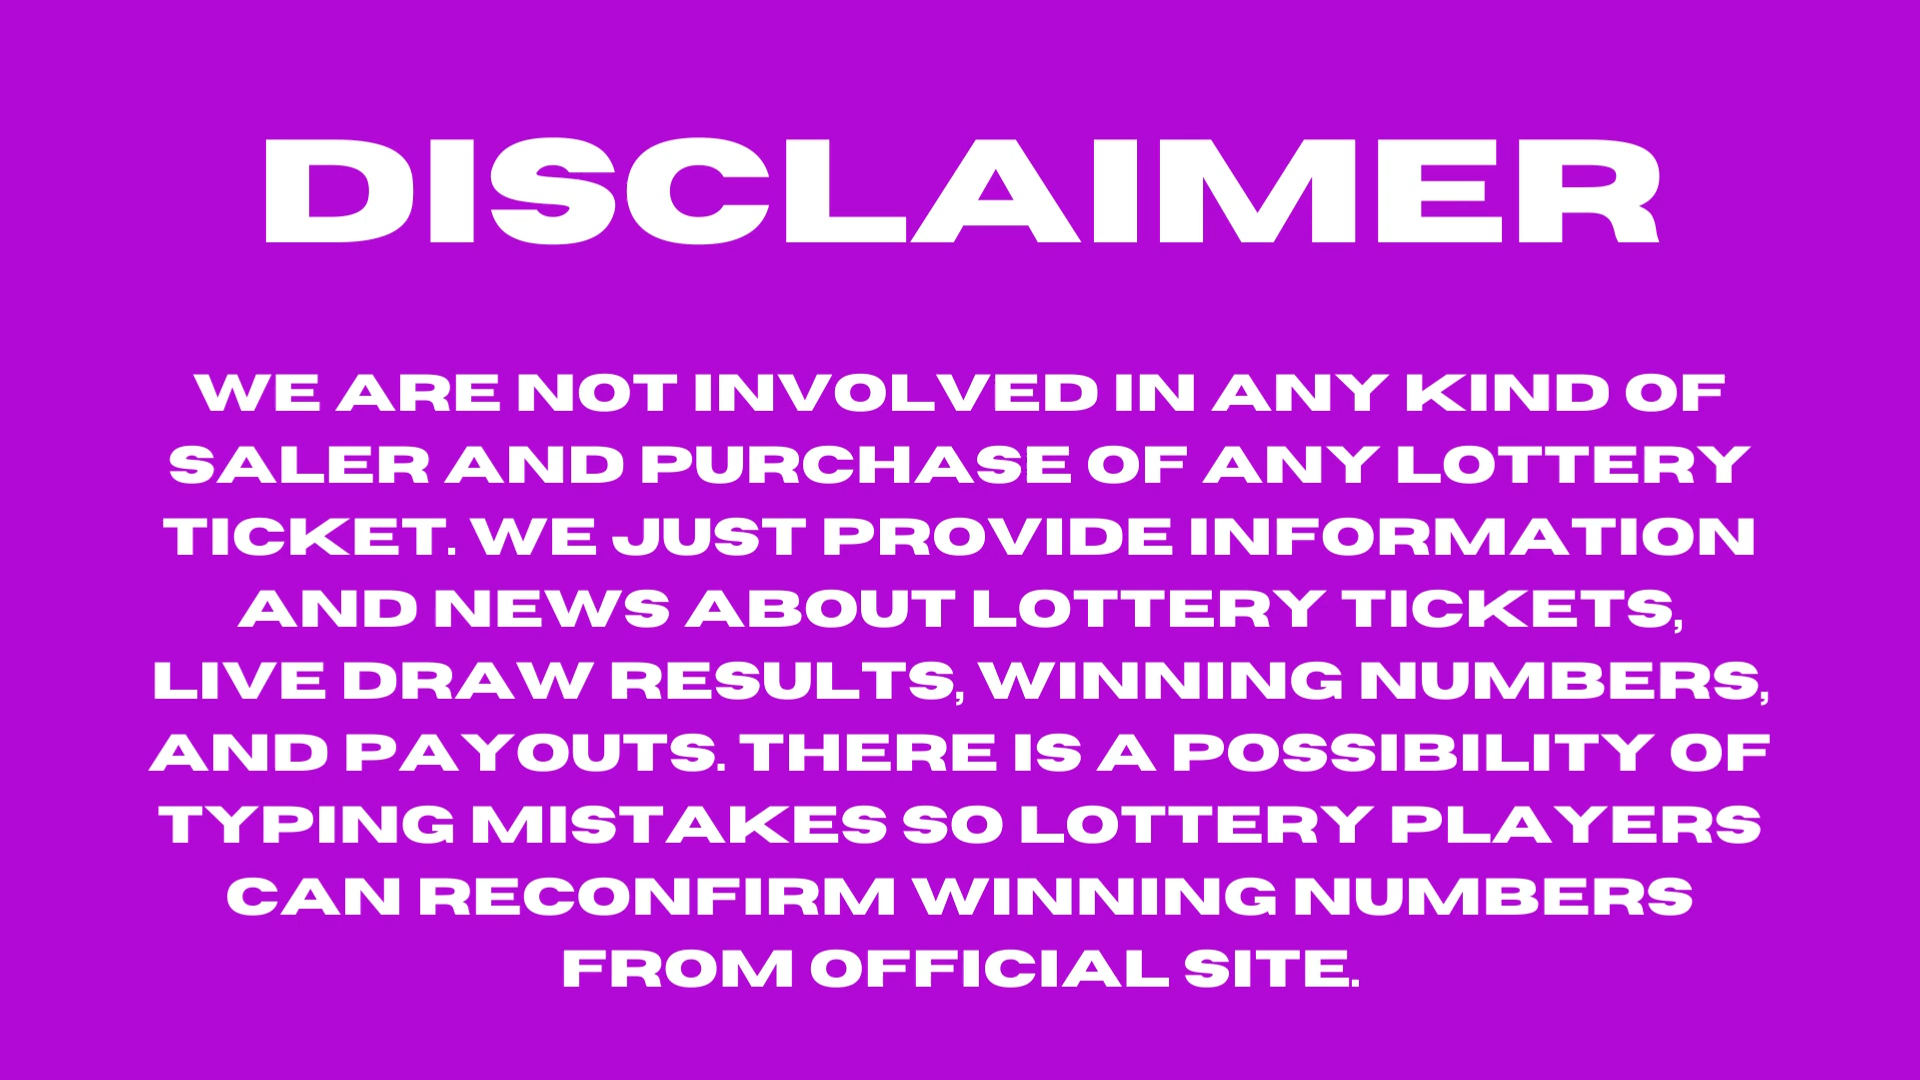 DISCLAIMER
WE ARE NOT INVOLVED IN ANY KIND OF
SALER AND PURCHASE OF ANY LOTTERY
TICKET. WE JUST PROVIDE INFORMATION
AND NEWS ABOUT LOTTERY TICKETS,
LIVE DRAW RESULTS, WINNING NUMBERS,
AND PAYOUTS. THERE IS A POSSIBILITY OF
TYPING MISTAKES SO LOTTERY PLAYERS
CAN RECONFIRM WINNING NUMBERS
FROM OFFICIAL SITE.